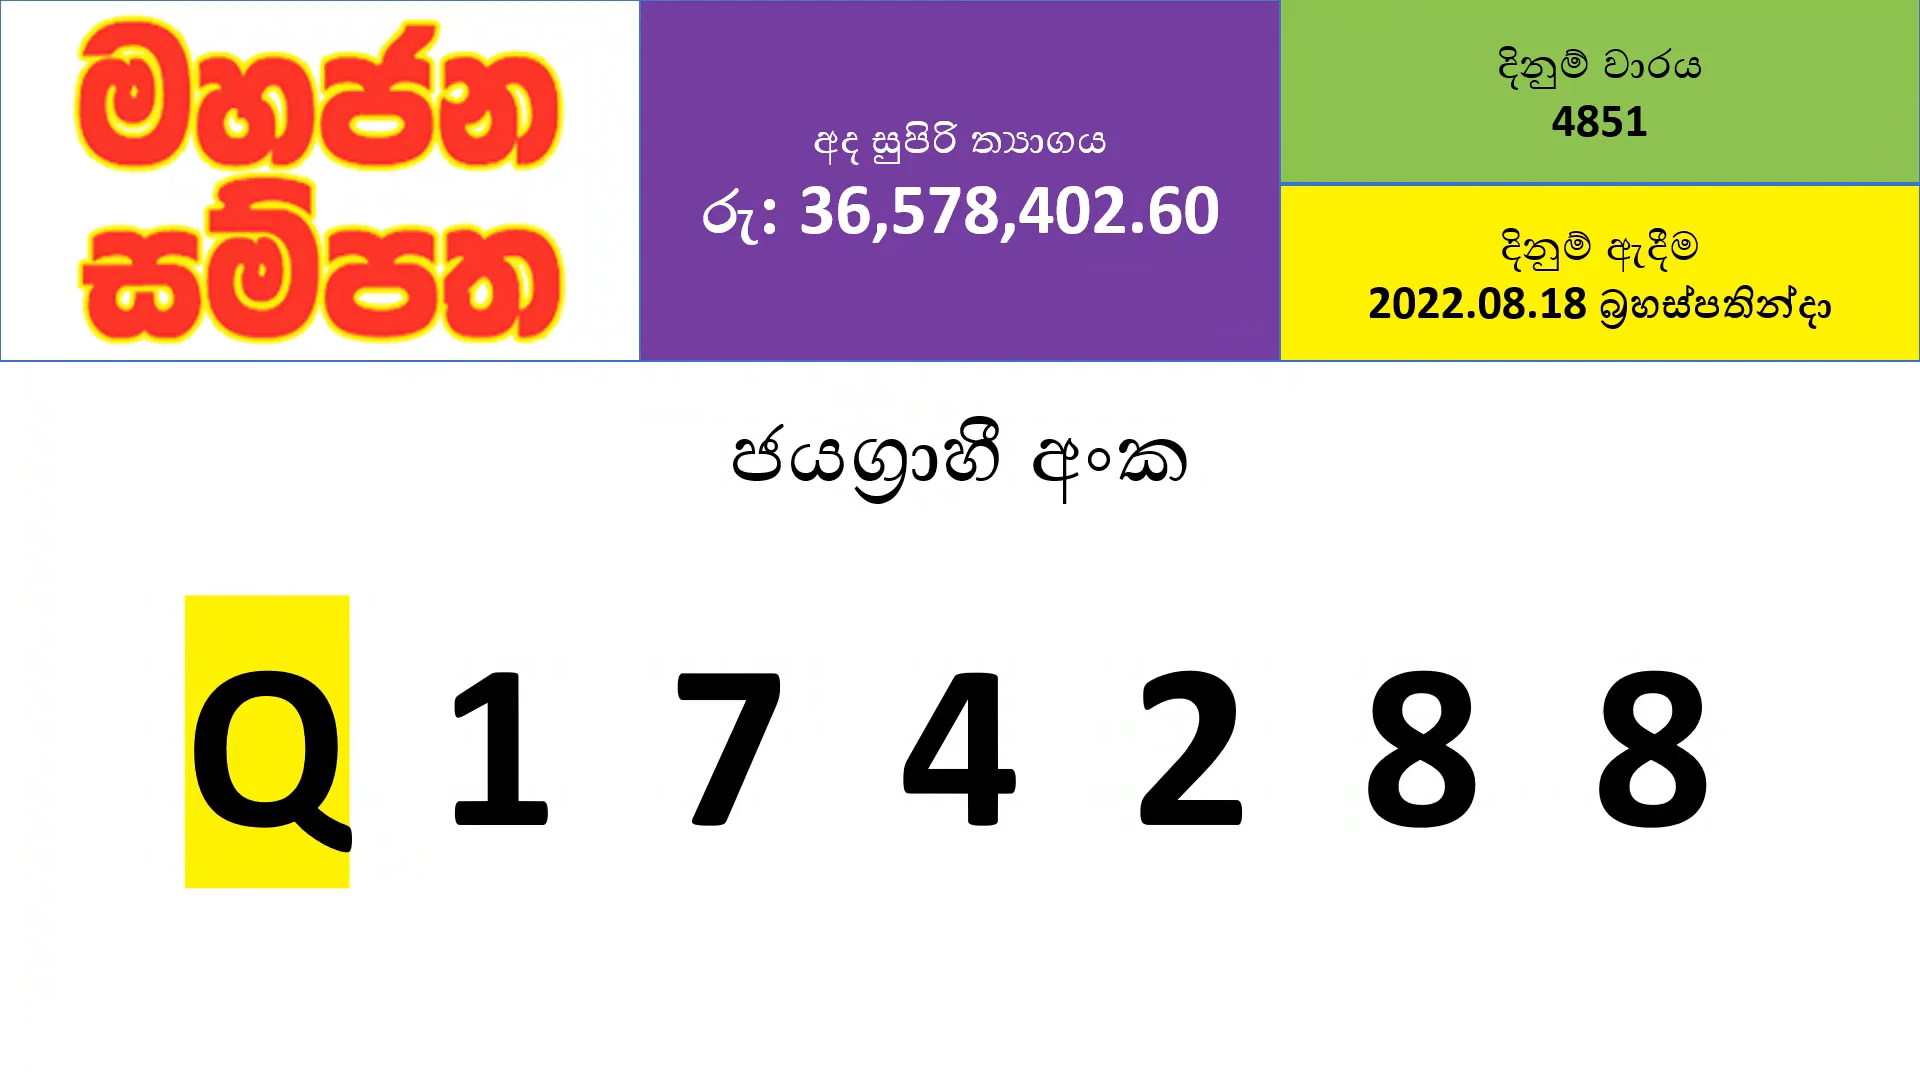 මහජන
සම්පත
අද සුපිරි ත්‍යාගය
රු: 36,578,402.60
දිනුම් වාරය
4851
දිනුම් ඇදීම
2022.08.18 බ්‍රහස්පතින්දා
ජයග්‍රාහී අංක
Q 1 7 4 2 8 8